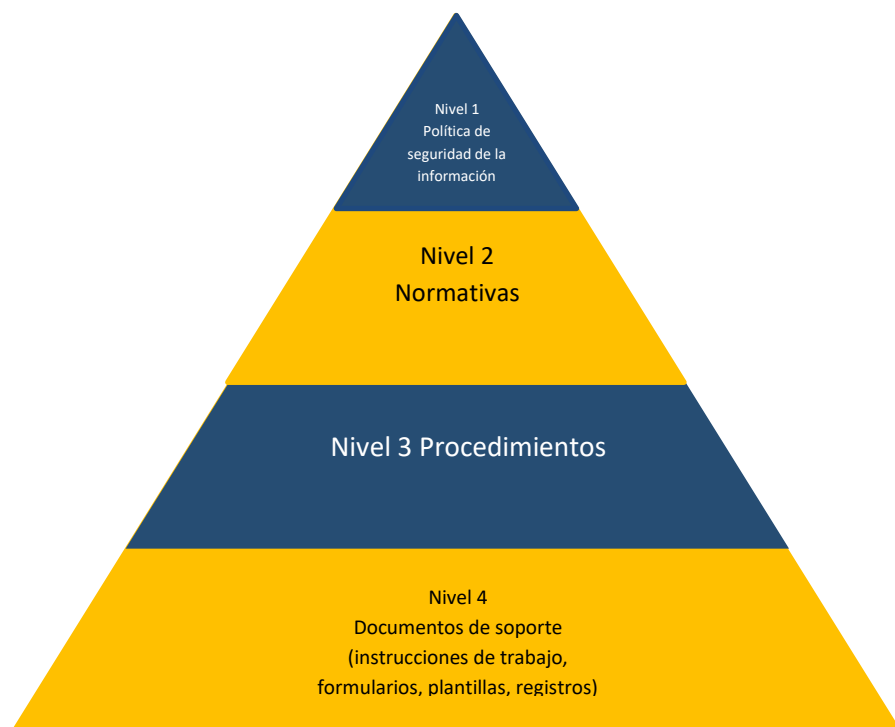 Nivel 1
Política de
seguridad de la
información
Nivel 2
Normativas
Nivel 3 Procedimientos
Nivel 4
Documentos de soporte
(instrucciones de trabajo,
formularios, plantillas, registros)